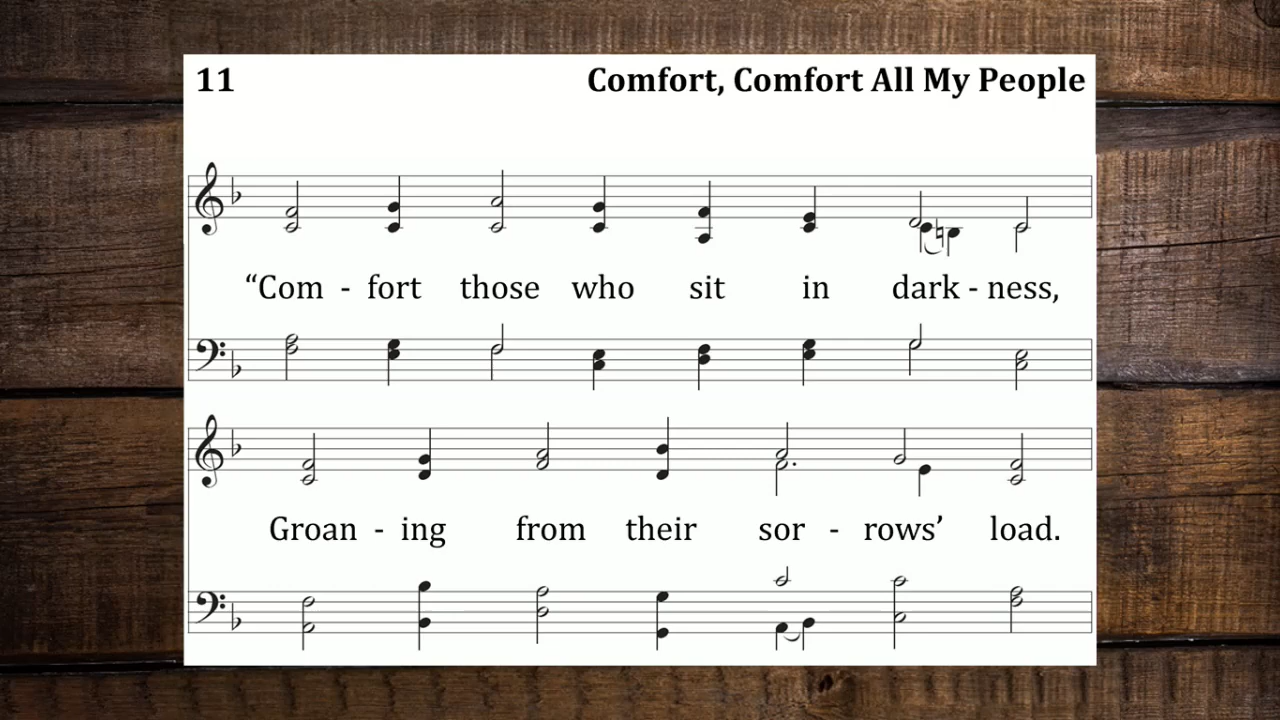 11 Comfort, Comfort All My People
“Com - fort those who sit in dark - ness,
Groan - ing from their sor - rows’ load.